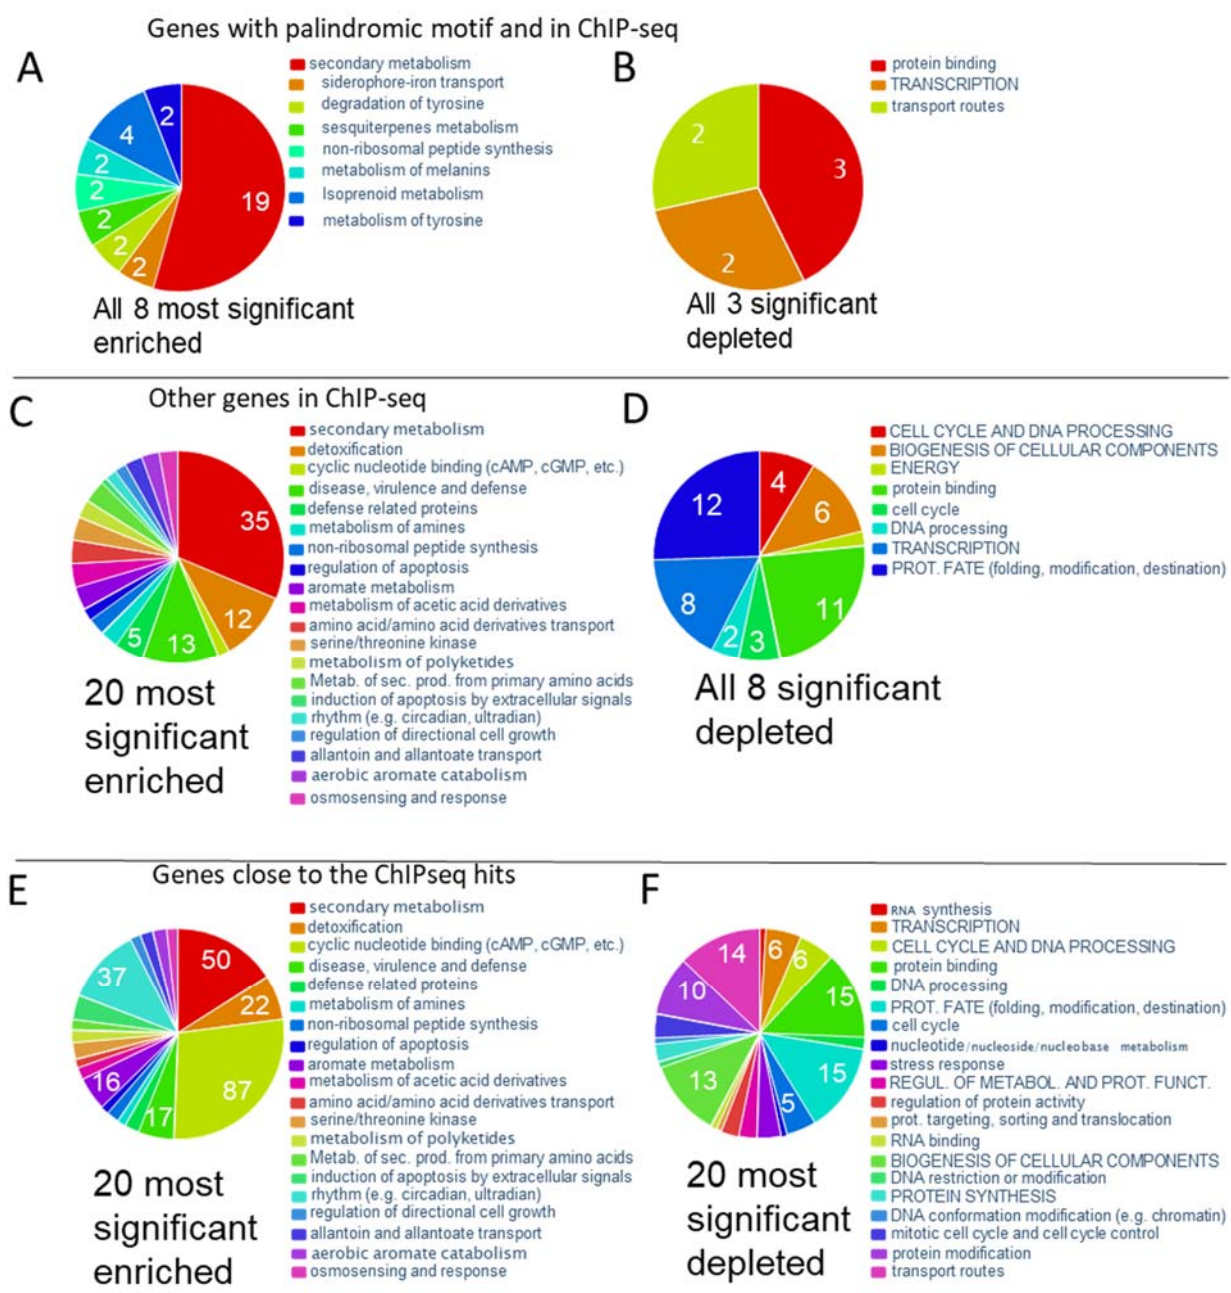 Genes with palindromic motif and in ChIP-seq
A
secondary metabolism
siderophore-iron transport
degradation of tyrosine
sesquiterpenes metabolism
non-ribosomal peptide synthesis
metabolism of melanins
Isoprenoid metabolism
metabolism of tyrosine
2
4
2
2
2
2
2
19
All 8 most significant
enriched
B
protein binding
TRANSCRIPTION
transport routes
2
3
2
All 3 significant
depleted
Other genes in ChIP-seq
C
secondary metabolism
detoxification
cyclic nucleotide binding (cAMP, cGMP, etc.)
disease, virulence and defense
defense related proteins
metabolism of amines
non-ribosomal peptide synthesis
regulation of apoptosis
aromate metabolism
metabolism of acetic acid derivatives
amino acid/amino acid derivatives transport
serine/threonine kinase
metabolism of polyketides
Metab. of sec. prod. from primary amino acids
induction of apoptosis by extracellular signals
rhythm (e.g. circadian, ultradian)
regulation of directional cell growth
allantoin and allantoate transport
aerobic aromate catabolism
osmosensing and response
35
12
13
5
20 most
significant
enriched
D
CELL CYCLE AND DNA PROCESSING
BIOGENESIS OF CELLULAR COMPONENTS
ENERGY
protein binding
cell cycle
DNA processing
TRANSCRIPTION
PROT. FATE (folding, modification, destination)
4
12
6
8
11
2
3
All 8 significant
depleted
Genes close to the ChIPseq hits
E
secondary metabolism
detoxification
cyclic nucleotide binding (cAMP, cGMP, etc.)
disease, virulence and defense
defense related proteins
metabolism of amines
non-ribosomal peptide synthesis
regulation of apoptosis
aromate metabolism
metabolism of acetic acid derivatives
amino acid/amino acid derivatives transport
serine/threonine kinase
metabolism of polyketides
Metab. of sec. prod. from primary amino acids
induction of apoptosis by extracellular signals
rhythm (e.g. circadian, ultradian)
regulation of directional cell growth
allantoin and allantoate transport
aerobic aromate catabolism
osmosensing and response
50
37
22
16
87
17
20 most
significant
enriched
F
RNA synthesis
TRANSCRIPTION
CELL CYCLE AND DNA PROCESSING
protein binding
DNA processing
PROT. FATE (folding, modification, destination)
cell cycle
nucleotide/nucleoside/nucleobase metabolism
stress response
REGUL. OF METABOL. AND PROT. FUNCT.
regulation of protein activity
prot. targeting, sorting and translocation
RNA binding
BIOGENESIS OF CELLULAR COMPONENTS
DNA restriction or modification
PROTEIN SYNTHESIS
DNA conformation modification (e.g. chromatin)
mitotic cell cycle and cell cycle control
protein modification
transport routes
14
6
6
10
15
13
15
5
20 most
significant
depleted